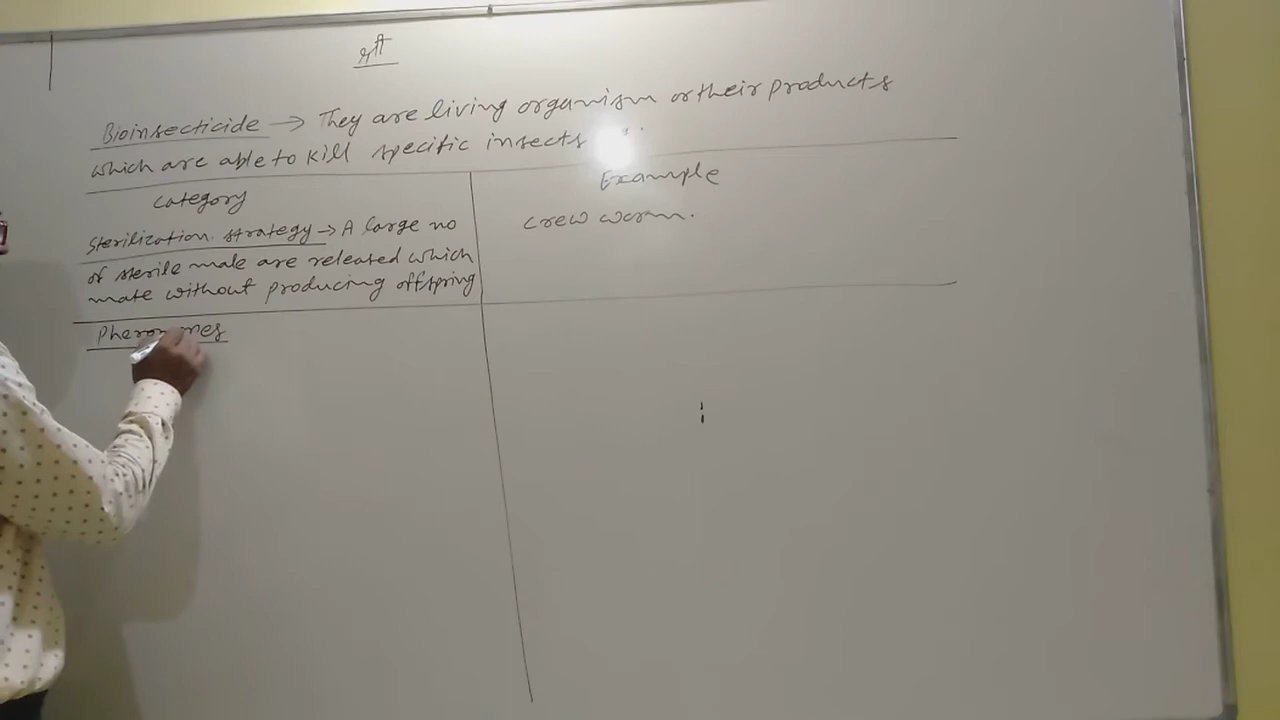 श्री
Bioinsecticide → They are living organism or their products
which are able to kill specific insects
category
Example
Sterilization strategy → A large no
of sterile male are released which
mate without producing offspring
crew worm.
Pheromones